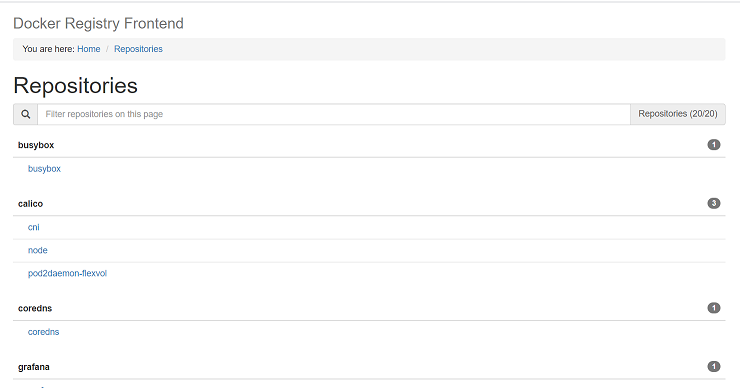 Docker Registry Frontend
You are here: Home / Repositories
Repositories
Filter repositories on this page Repositories (20/20)
busybox 1
busybox
calico 3
cni
node
pod2daemon-flexvol
coredns 1
coredns
grafana 1